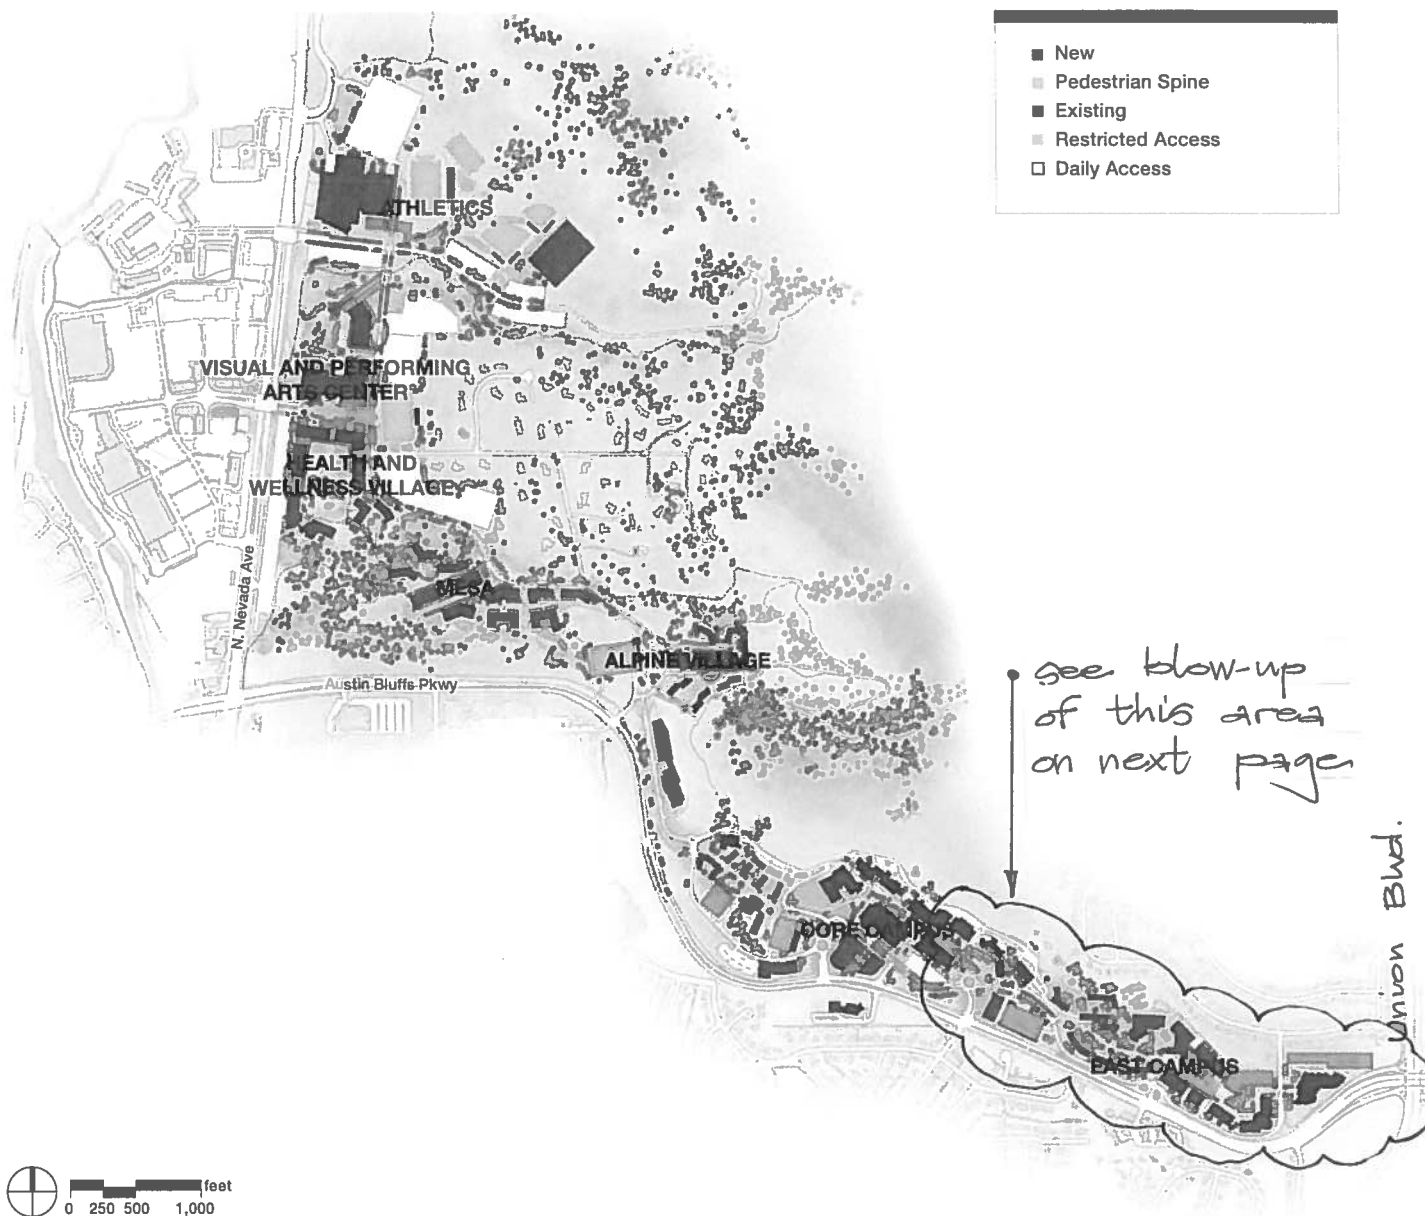 New
Pedestrian Spine
Existing
Restricted Access
Daily Access
ATHLETICS
VISUAL AND PERFORMING
ARTS CENTER
HEALTH AND
WELLNESS VILLAGE
MESA
N. Nevada Ave
ALPINE VILLAGE
Austin Bluffs Pkwy
see blow-up
of this area
on next page
Union Blvd.
CORE CAMPUS
EAST CAMPUS
feet
0 250 500 1,000